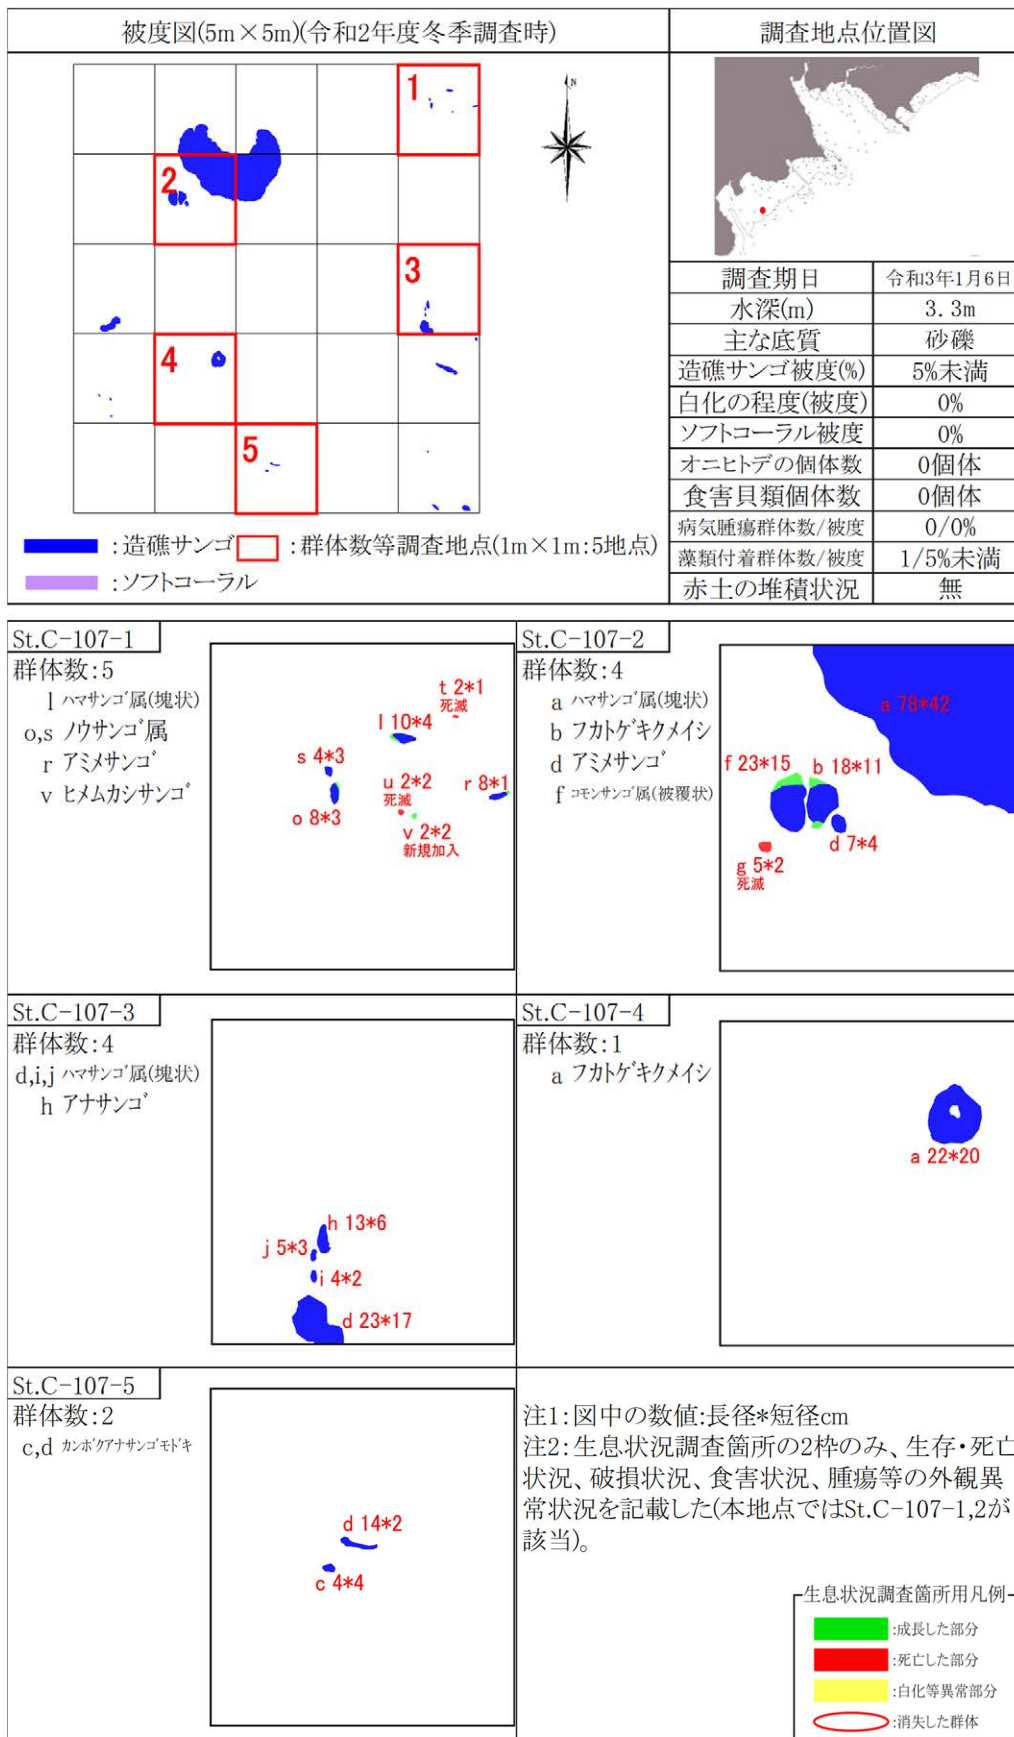 被度図(5m×5m)(令和2年度冬季調査時)
調査地点位置図
1
2
3
4
5
N
:造礁サンゴ
:群体数等調査地点(1m×1m:5地点)
:ソフトコーラル
調査期日 令和3年1月6日
水深(m) 3.3m
主な底質 砂礫
造礁サンゴ被度(%) 5%未満
白化の程度(被度) 0%
ソフトコーラル被度 0%
オニヒトデの個体数 0個体
食害貝類個体数 0個体
病気腫瘍群体数/被度 0/0%
藻類付着群体数/被度 1/5%未満
赤土の堆積状況 無
St.C-107-1
群体数:5
l ハマサンゴ属(塊状)
o,s ノウサンゴ属
r アミメサンゴ
v ヒメムカシサンゴ
t 2*1
死滅
l 10*4
s 4*3
u 2*2
死滅
r 8*1
o 8*3
v 2*2
新規加入
St.C-107-2
群体数:4
a ハマサンゴ属(塊状)
b フカトゲキクメイシ
d アミメサンゴ
f コモンサンゴ属(被覆状)
a 78*42
f 23*15
b 18*11
d 7*4
g 5*2
死滅
St.C-107-3
群体数:4
d,i,j ハマサンゴ属(塊状)
h アナサンゴ
h 13*6
j 5*3
i 4*2
d 23*17
St.C-107-4
群体数:1
a フカトゲキクメイシ
a 22*20
St.C-107-5
群体数:2
c,d カンボクアナサンゴモドキ
d 14*2
c 4*4
注1:図中の数値:長径*短径cm
注2:生息状況調査箇所の2枠のみ、生存・死亡
状況、破損状況、食害状況、腫瘍等の外観異
常状況を記載した(本地点ではSt.C-107-1,2が
該当)。
生息状況調査箇所用凡例
:成長した部分
:死亡した部分
:白化等異常部分
:消失した群体